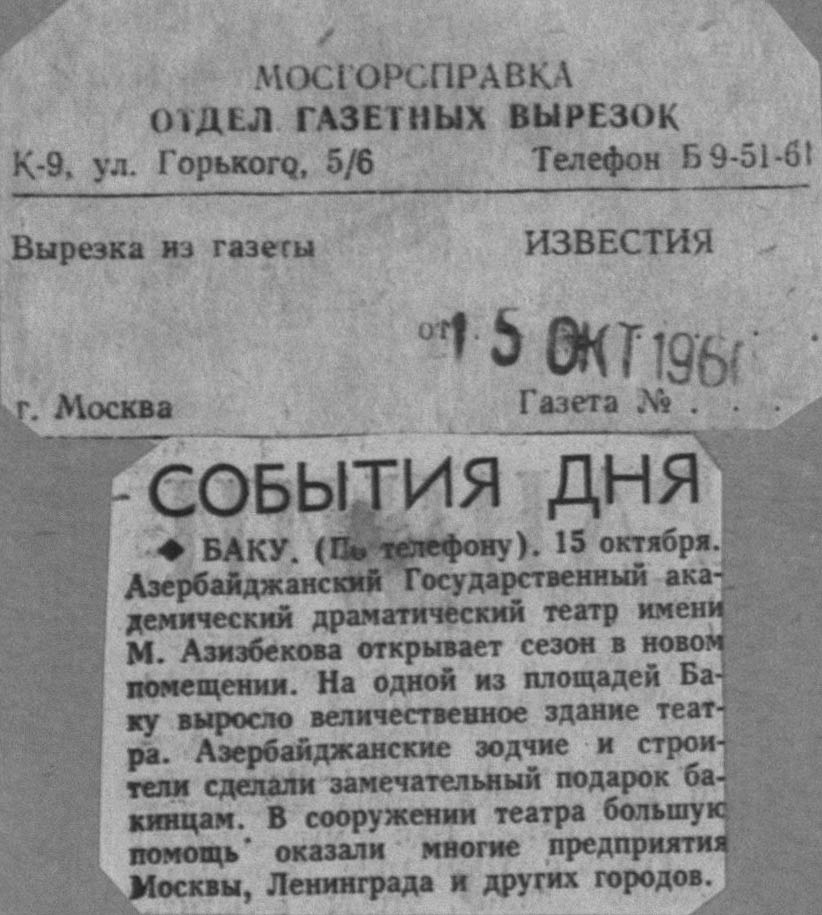 МОСГОРСПРАВКА
ОТДЕЛ ГАЗЕТНЫХ ВЫРЕЗОК
К-9, ул. Горького, 5/6 Телефон Б 9-51-61
Вырезка из газеты ИЗВЕСТИЯ
от 15 ОКТ 1960
г. Москва Газета № . . .
СОБЫТИЯ ДНЯ
◆ БАКУ. (По телефону). 15 октября.
Азербайджанский Государственный ака-
демический драматический театр имени
М. Азизбекова открывает сезон в новом
помещении. На одной из площадей Ба-
ку выросло величественное здание теат-
ра. Азербайджанские зодчие и строи-
тели сделали замечательный подарок ба-
кинцам. В сооружении театра большую
помощь оказали многие предприятия
Москвы, Ленинграда и других городов.